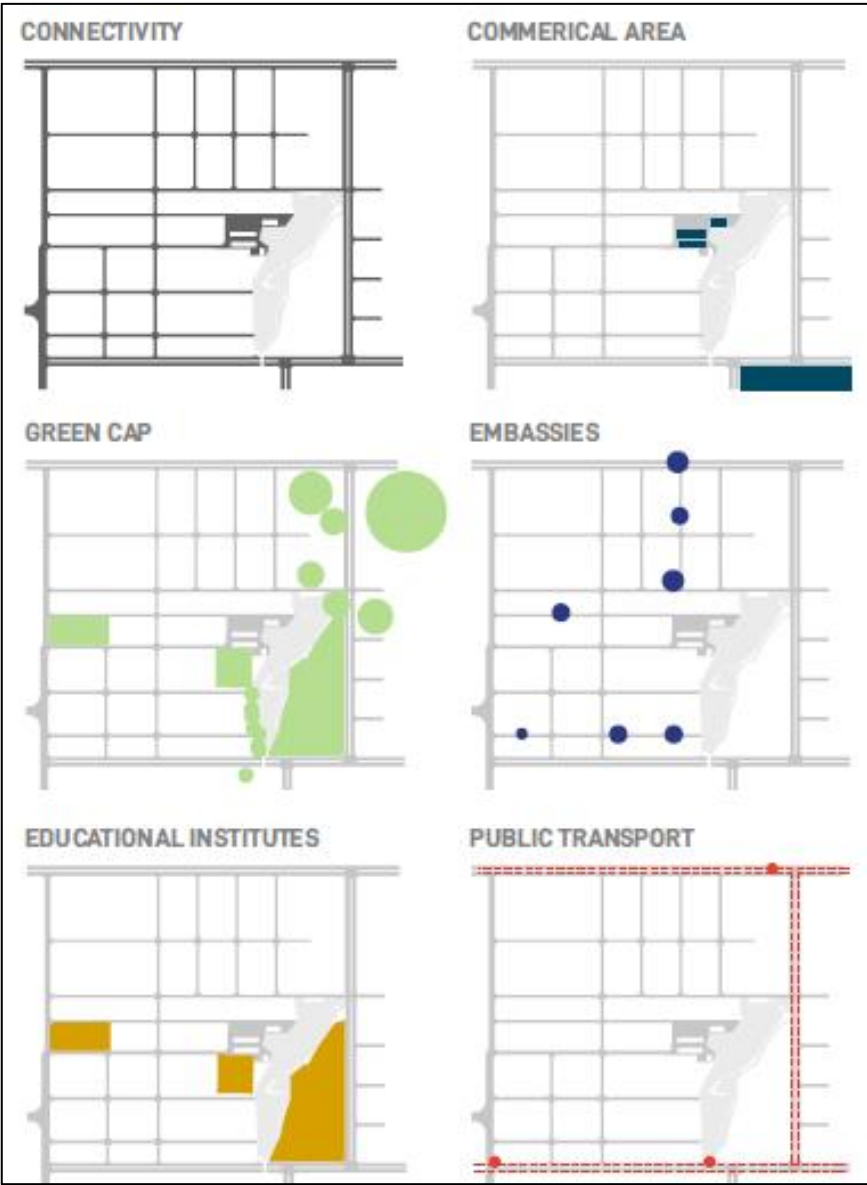 CONNECTIVITY
COMMERICAL AREA
GREEN CAP
EMBASSIES
EDUCATIONAL INSTITUTES
PUBLIC TRANSPORT